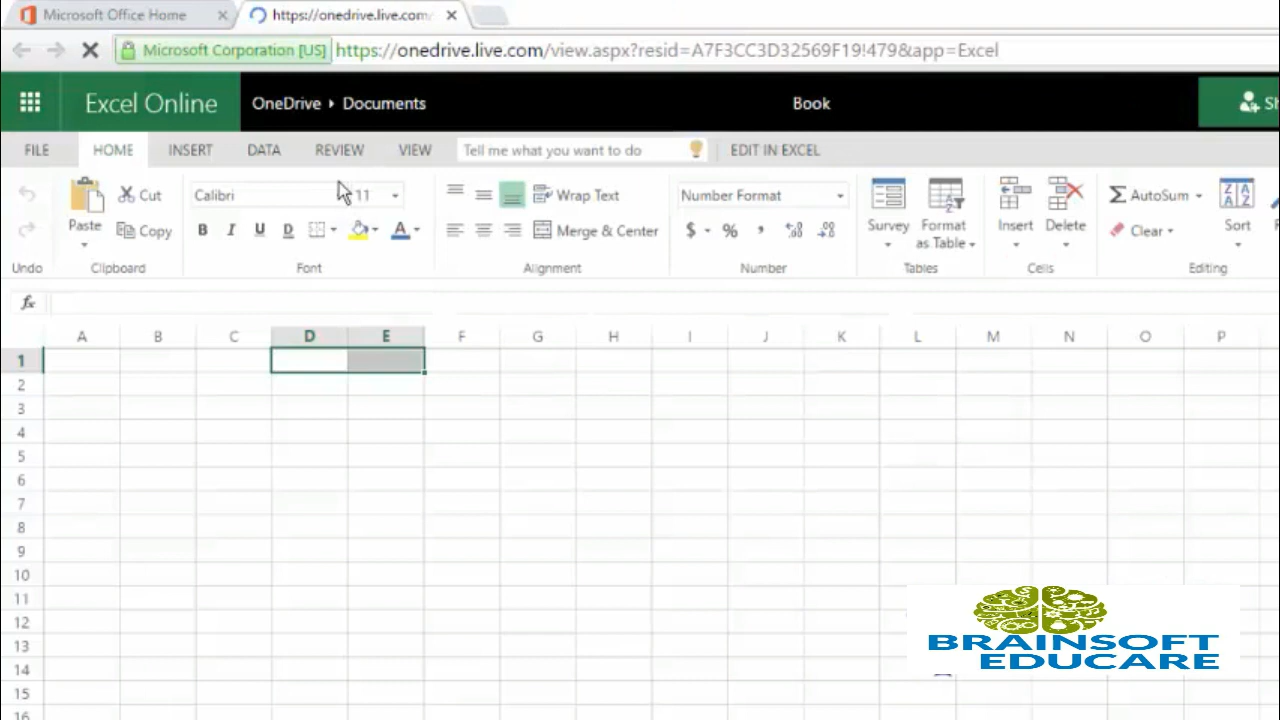 Microsoft Office Home
https://onedrive.live.com/
Microsoft Corporation [US] https://onedrive.live.com/view.aspx?resid=A7F3CC3D32569F19!479&app=Excel
Excel Online OneDrive Documents Book
FILE HOME INSERT DATA REVIEW VIEW Tell me what you want to do EDIT IN EXCEL
Cut Calibri 11 Wrap Text Number Format AutoSum
Paste Copy B I U D A Merge & Center $ % , .00 Survey Format as Table Insert Delete Clear Sort
Undo Clipboard Font Alignment Number Tables Cells Editing
fx
A B C D E F G H I J K L M N O P
1
2
3
4
5
6
7
8
9
10
11
12
13
14
15
16
BRAINSOFT
EDUCARE